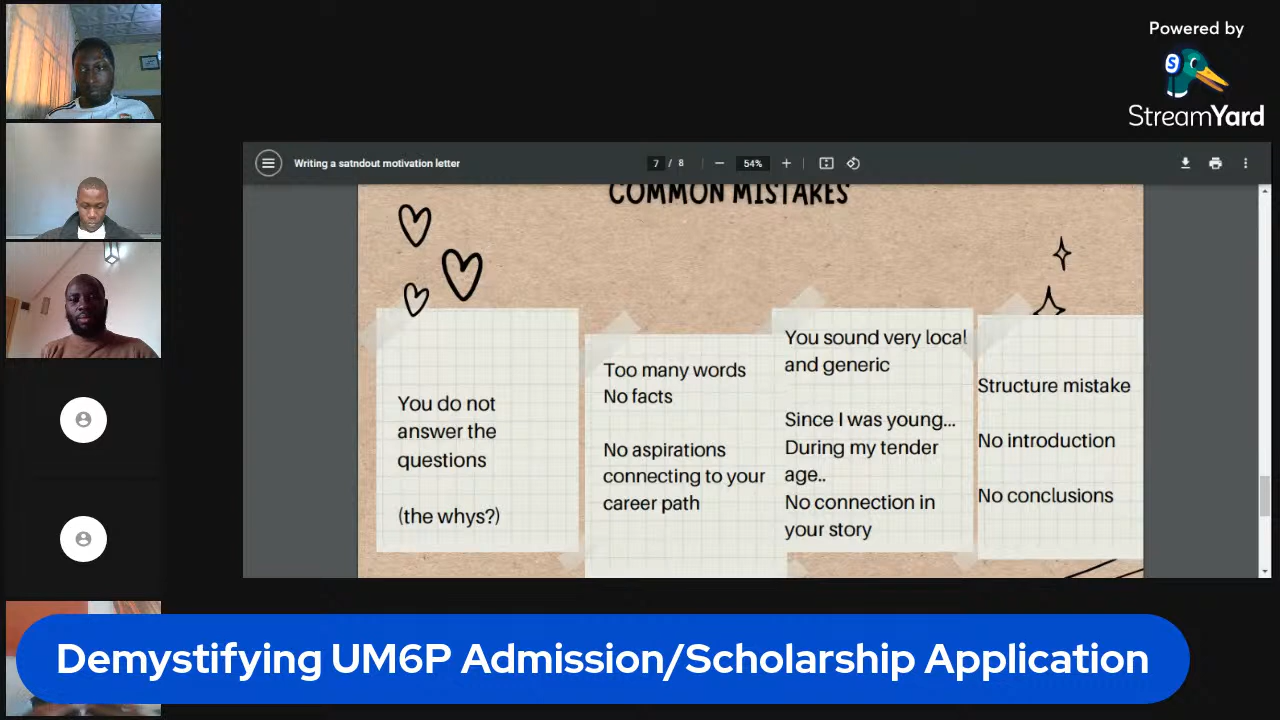 Powered by
StreamYard
Writing a satndout motivation letter
7 / 8
54%
COMMON MISTAKES
You do not
answer the
questions
(the whys?)
Too many words
No facts
No aspirations
connecting to your
career path
You sound very local
and generic
Since I was young...
During my tender
age..
No connection in
your story
Structure mistake
No introduction
No conclusions
Demystifying UM6P Admission/Scholarship Application